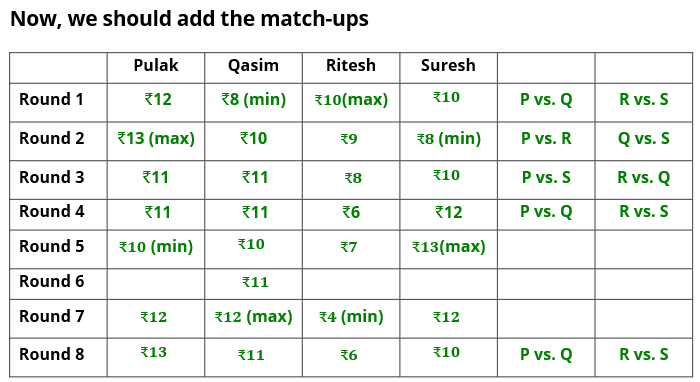 Now, we should add the match-ups
Pulak Qasim Ritesh Suresh
Round 1 ₹12 ₹8 (min) ₹10(max) ₹10 P vs. Q R vs. S
Round 2 ₹13 (max) ₹10 ₹9 ₹8 (min) P vs. R Q vs. S
Round 3 ₹11 ₹11 ₹8 ₹10 P vs. S R vs. Q
Round 4 ₹11 ₹11 ₹6 ₹12 P vs. Q R vs. S
Round 5 ₹10 (min) ₹10 ₹7 ₹13(max)
Round 6 ₹11
Round 7 ₹12 ₹12 (max) ₹4 (min) ₹12
Round 8 ₹13 ₹11 ₹6 ₹10 P vs. Q R vs. S